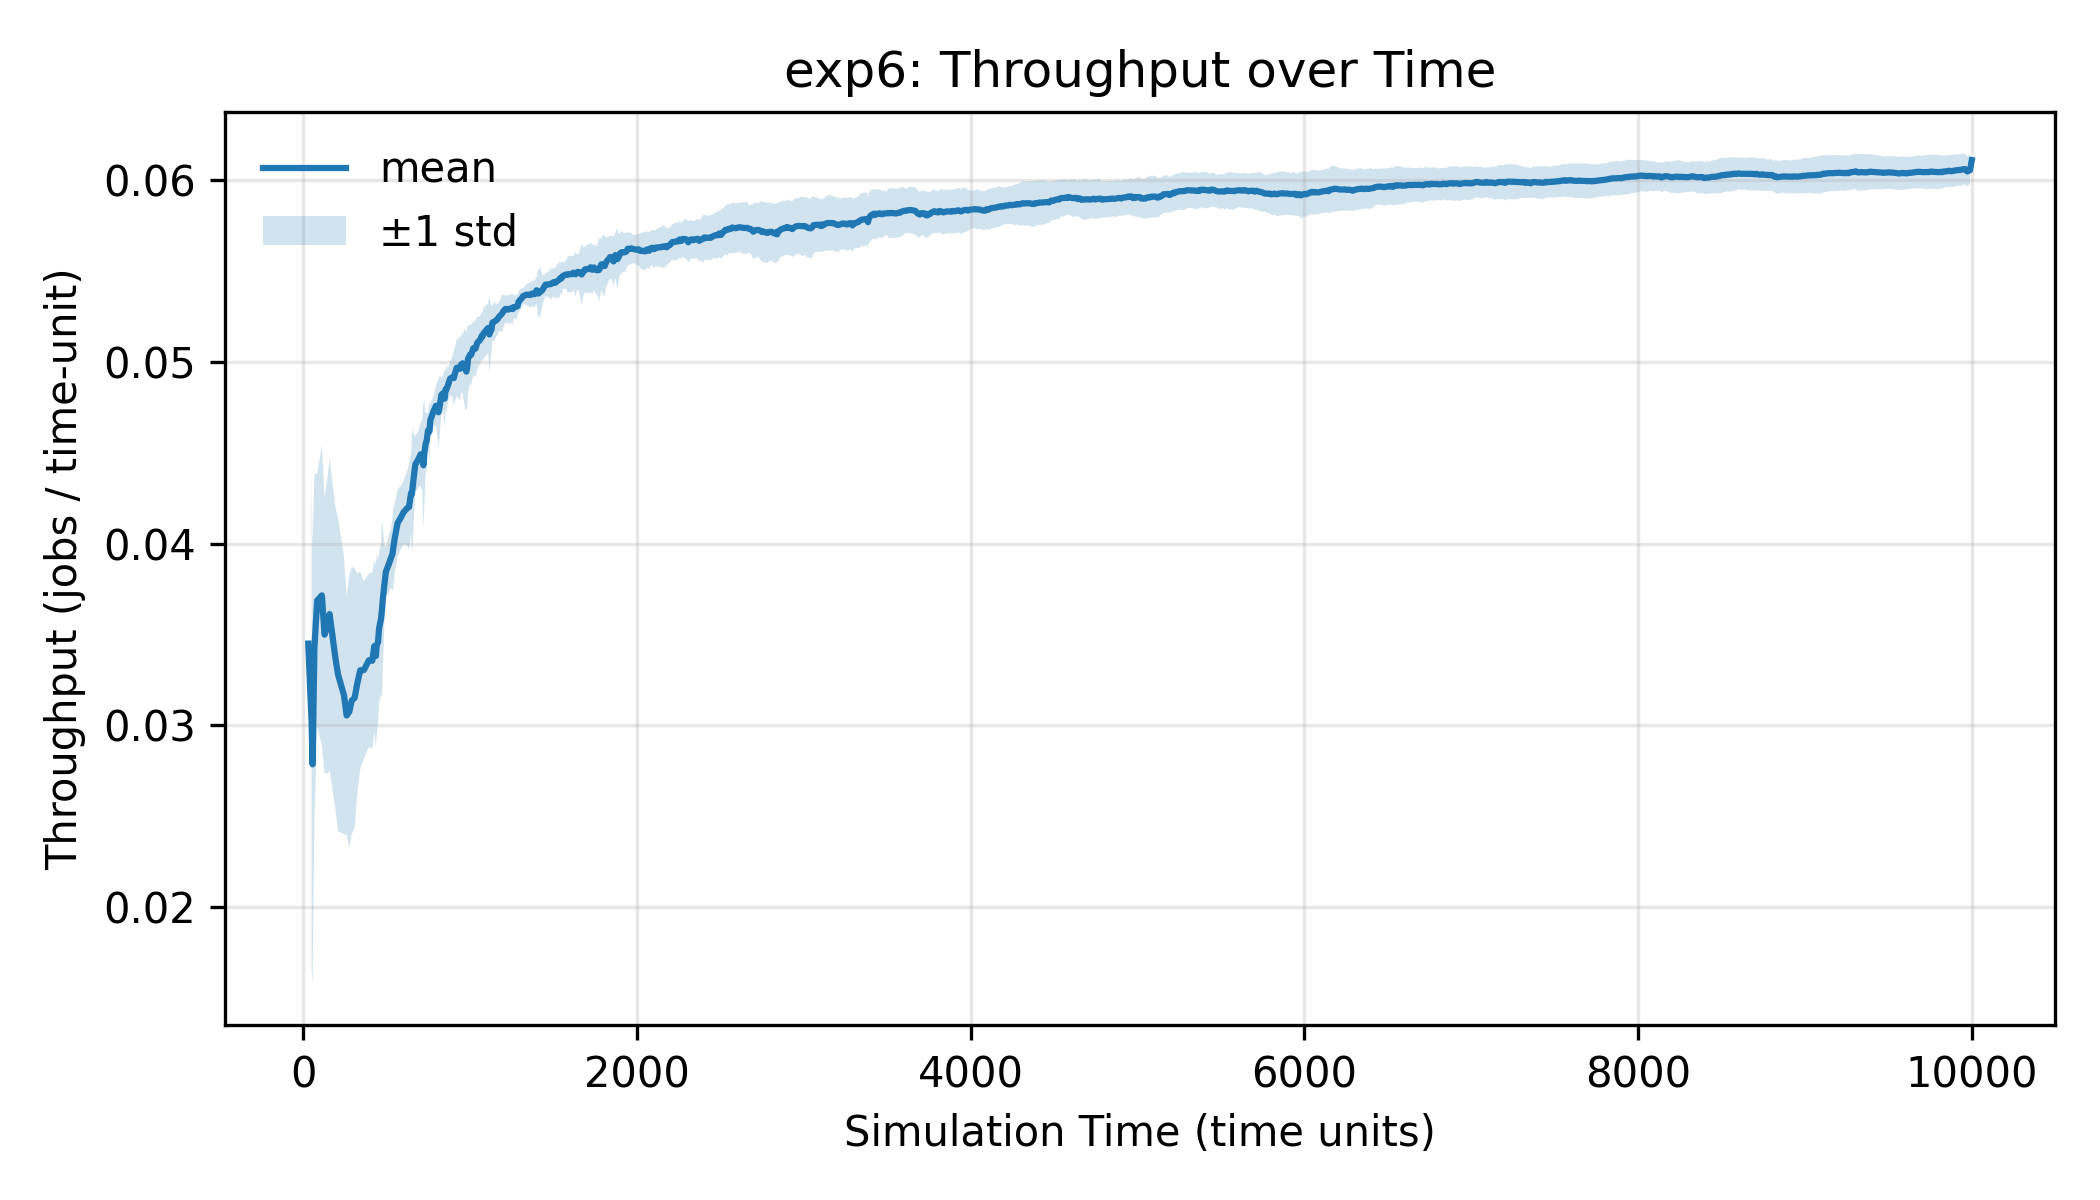 exp6: Throughput over Time
mean
±1 std
Throughput (jobs / time-unit)
0.06
0.05
0.04
0.03
0.02
0
2000
4000
6000
8000
10000
Simulation Time (time units)